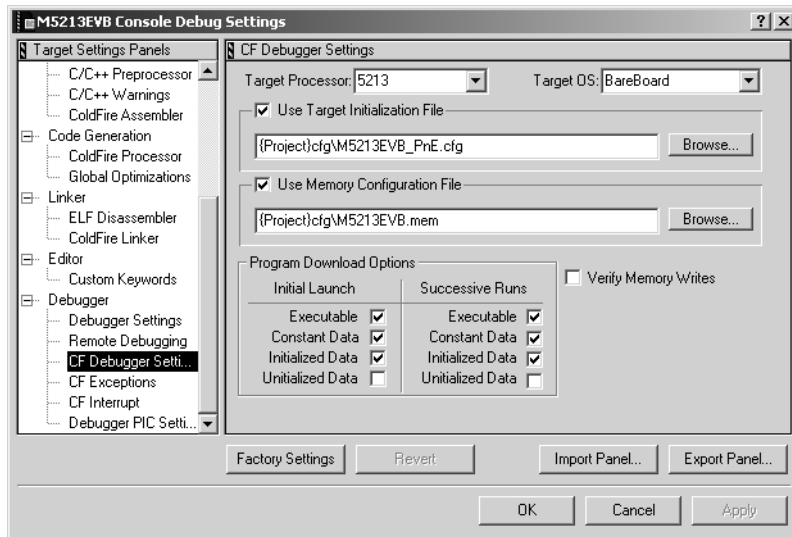 M5213EVB Console Debug Settings
Target Settings Panels
C/C++ Preprocessor
C/C++ Warnings
ColdFire Assembler
Code Generation
ColdFire Processor
Global Optimizations
Linker
ELF Disassembler
ColdFire Linker
Editor
Custom Keywords
Debugger
Debugger Settings
Remote Debugging
CF Debugger Setti...
CF Exceptions
CF Interrupt
Debugger PIC Setti...
CF Debugger Settings
Target Processor: 5213 Target OS: BareBoard
Use Target Initialization File
{Project}cfg\M5213EVB_PnE.cfg Browse...
Use Memory Configuration File
{Project}cfg\M5213EVB.mem Browse...
Program Download Options
Verify Memory Writes
Initial Launch Successive Runs
Executable Executable
Constant Data Constant Data
Initialized Data Initialized Data
Unitialized Data Unitialized Data
Factory Settings Revert Import Panel... Export Panel...
OK Cancel Apply